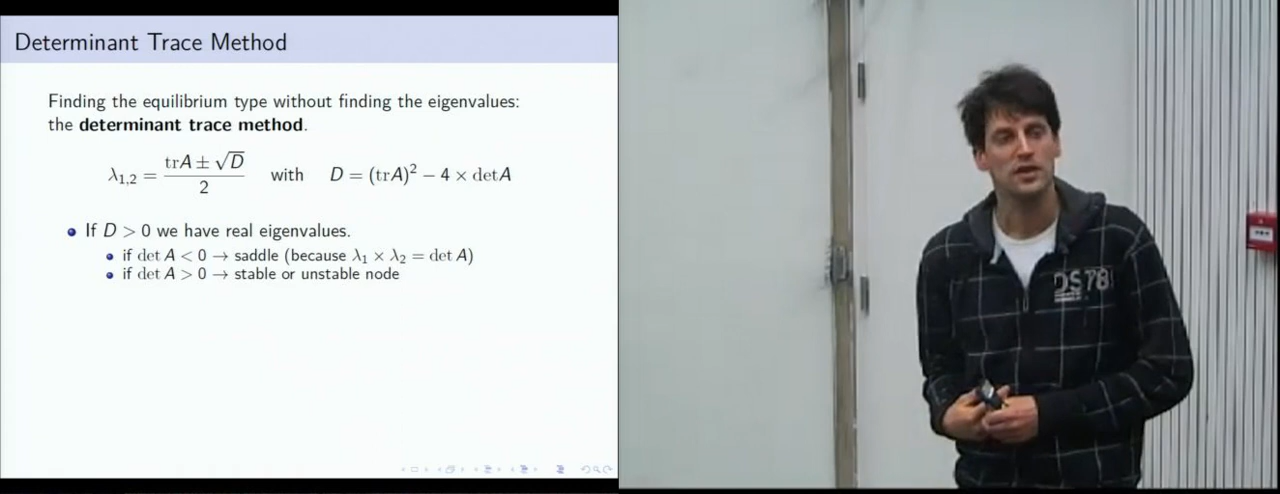 Determinant Trace Method
Finding the equilibrium type without finding the eigenvalues:
the determinant trace method.
λ₁,₂ = (trA ± √D) / 2 with D = (trA)² − 4 × detA
If D > 0 we have real eigenvalues.
if det A < 0 → saddle (because λ₁ × λ₂ = det A)
if det A > 0 → stable or unstable node
DS78